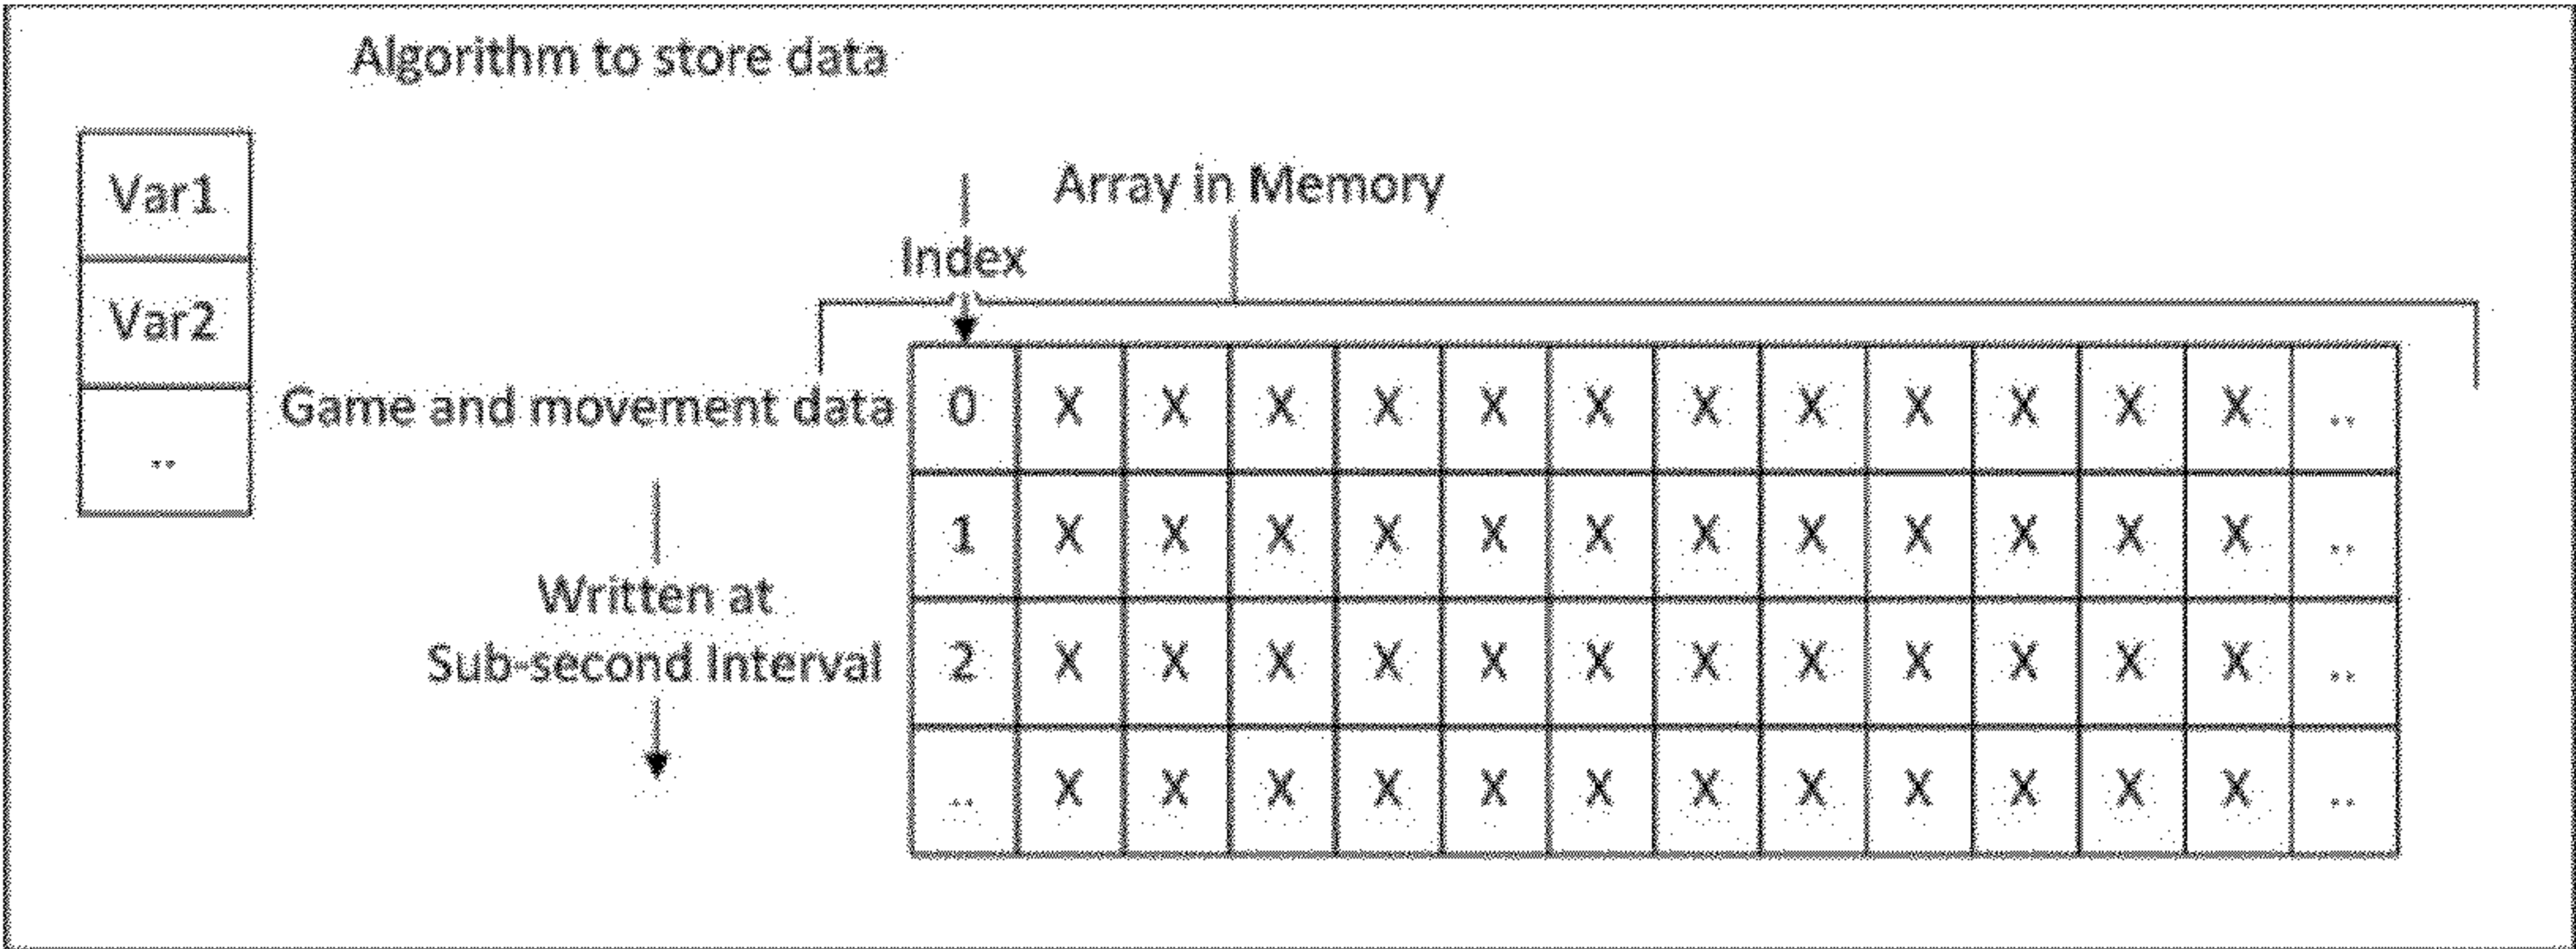 Algorithm to store data
Var1
Var2
..
Array in Memory
Index
Game and movement data
0 X X X X X X X X X X X X ..
1 X X X X X X X X X X X X ..
2 X X X X X X X X X X X X ..
.. X X X X X X X X X X X X ..
Written at
Sub-second Interval